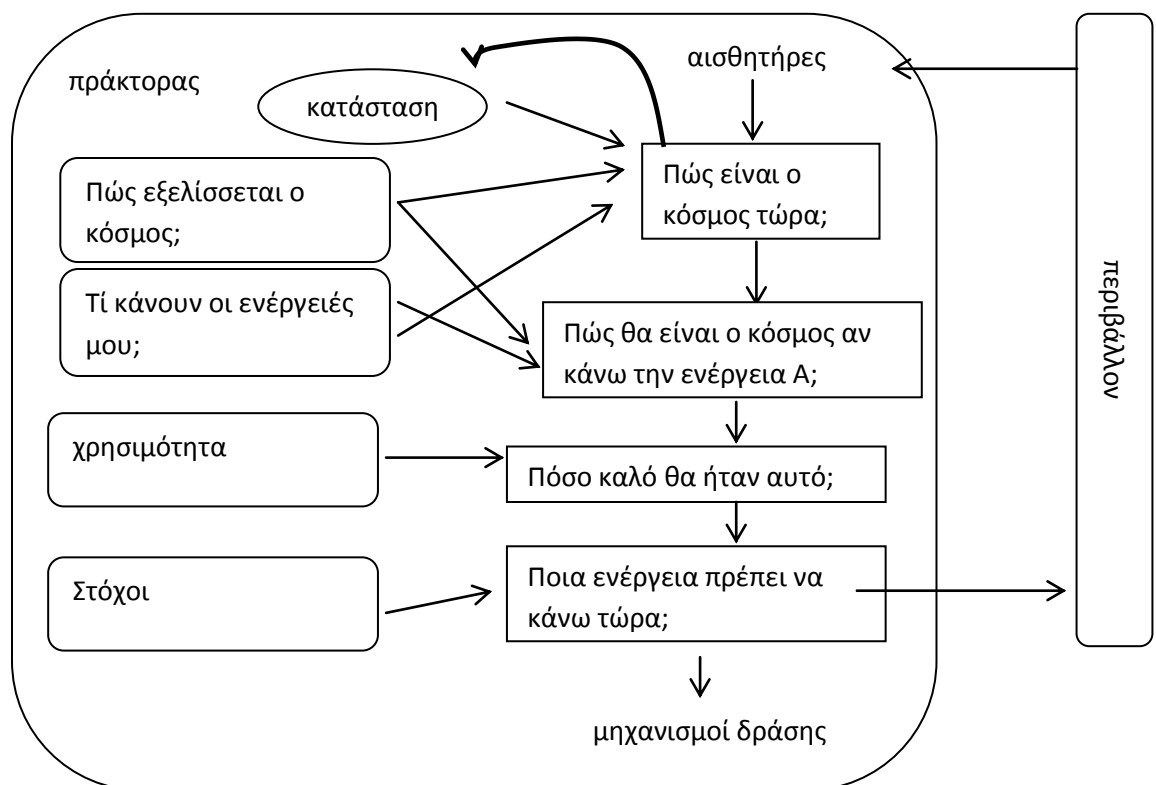 πράκτορας
αισθητήρες
κατάσταση
Πώς εξελίσσεται ο
κόσμος;
Πώς είναι ο
κόσμος τώρα;
Τί κάνουν οι ενέργειές
μου;
Πώς θα είναι ο κόσμος αν
κάνω την ενέργεια Α;
χρησιμότητα
Πόσο καλό θα ήταν αυτό;
Στόχοι
Ποια ενέργεια πρέπει να
κάνω τώρα;
μηχανισμοί δράσης
περιβάλλον